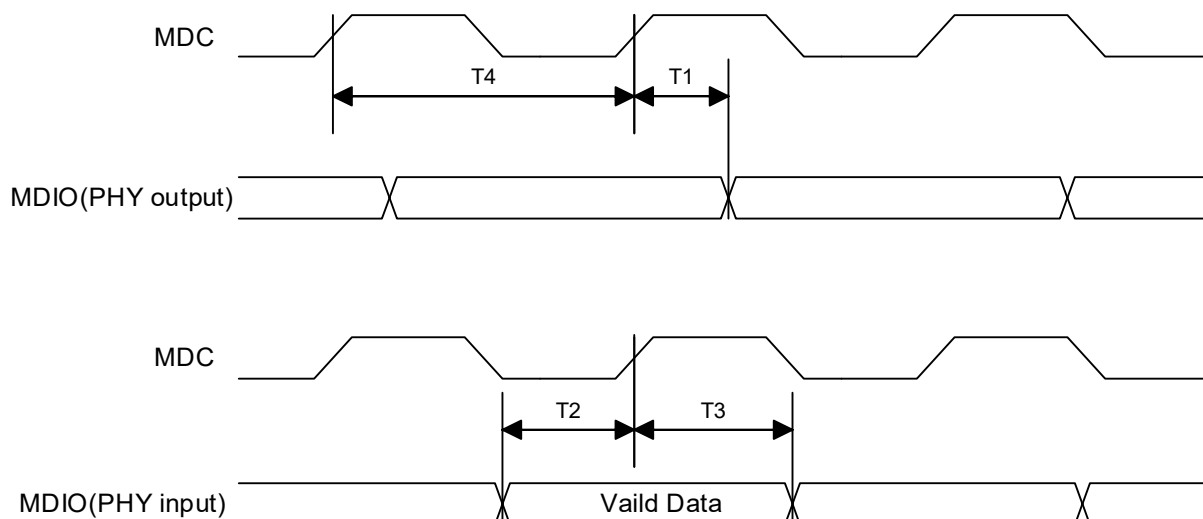 MDC
T4
T1
MDIO(PHY output)
MDC
T2
T3
MDIO(PHY input)
Vaild Data